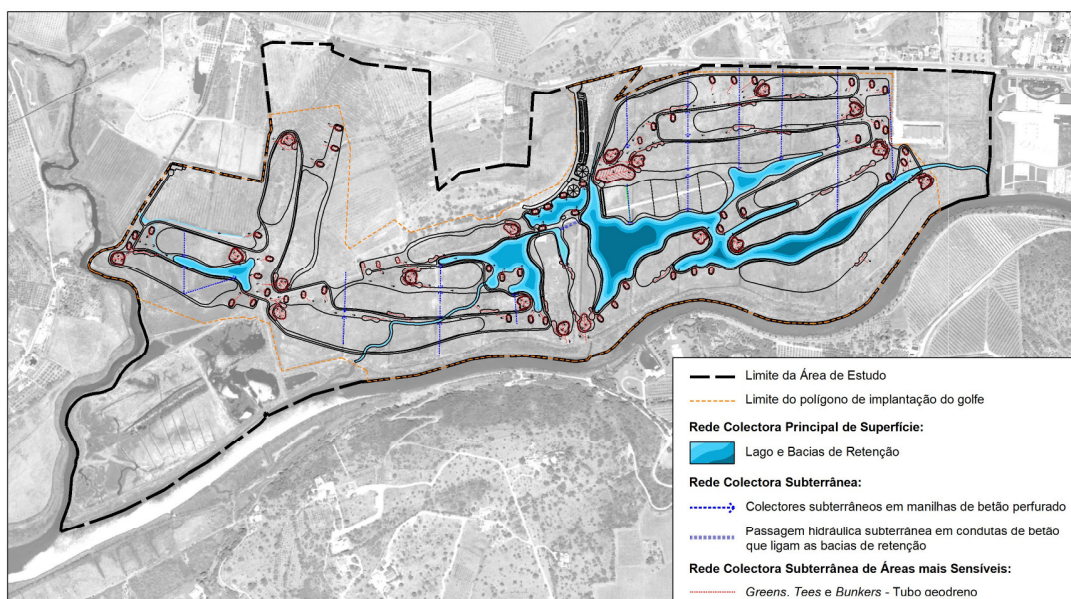 Limite da Área de Estudo
Limite do polígono de implantação do golfe
Rede Colectora Principal de Superfície:
Lago e Bacias de Retenção
Rede Colectora Subterrânea:
Colectores subterrâneos em manilhas de betão perfurado
Passagem hidráulica subterrânea em condutas de betão
que ligam as bacias de retenção
Rede Colectora Subterrânea de Áreas mais Sensíveis:
Greens, Tees e Bunkers - Tubo geodreno